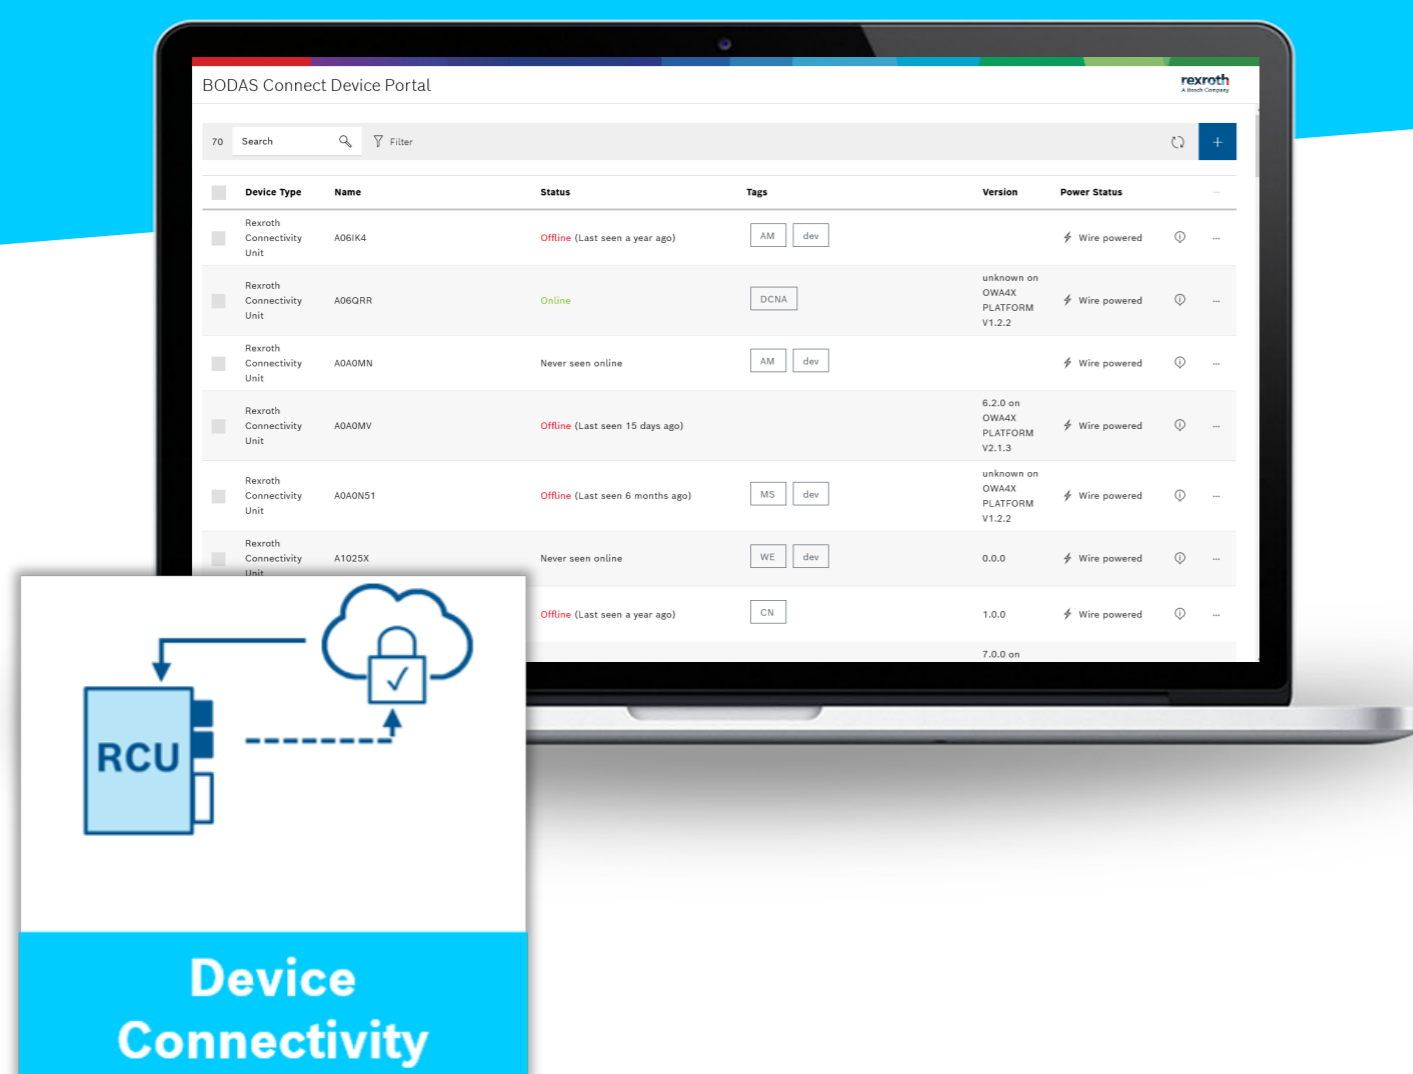 BODAS Connect Device Portal
rexroth
A Bosch Company
70 Search Filter +
Device Type Name Status Tags Version Power Status
Rexroth
Connectivity
Unit
A06IK4 Offline (Last seen a year ago) AM dev Wire powered
Rexroth
Connectivity
Unit
A06QRR Online DCNA
unknown on
OWA4X
PLATFORM
V1.2.2
Wire powered
Rexroth
Connectivity
Unit
A0A0MN Never seen online AM dev Wire powered
Rexroth
Connectivity
Unit
A0A0MV Offline (Last seen 15 days ago)
6.2.0 on
OWA4X
PLATFORM
V2.1.3
Wire powered
Rexroth
Connectivity
Unit
A0A0N51 Offline (Last seen 6 months ago) MS dev
unknown on
OWA4X
PLATFORM
V1.2.2
Wire powered
Rexroth
Connectivity
Unit
A1025X Never seen online WE dev 0.0.0 Wire powered
Offline (Last seen a year ago) CN 1.0.0 Wire powered
7.0.0 on
RCU
Device
Connectivity